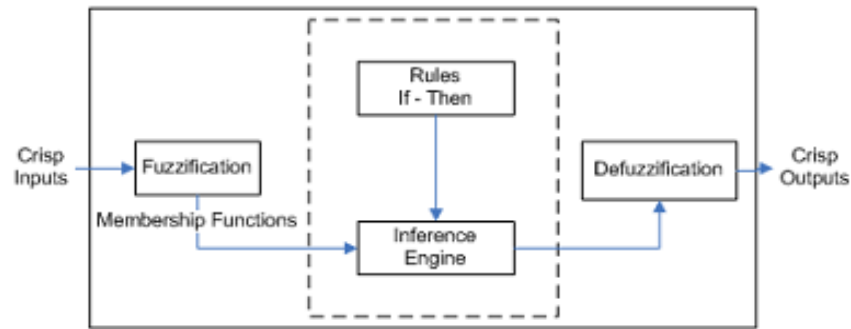 Rules
If - Then
Crisp
Inputs
Fuzzification
Defuzzification
Crisp
Outputs
Membership Functions
Inference
Engine